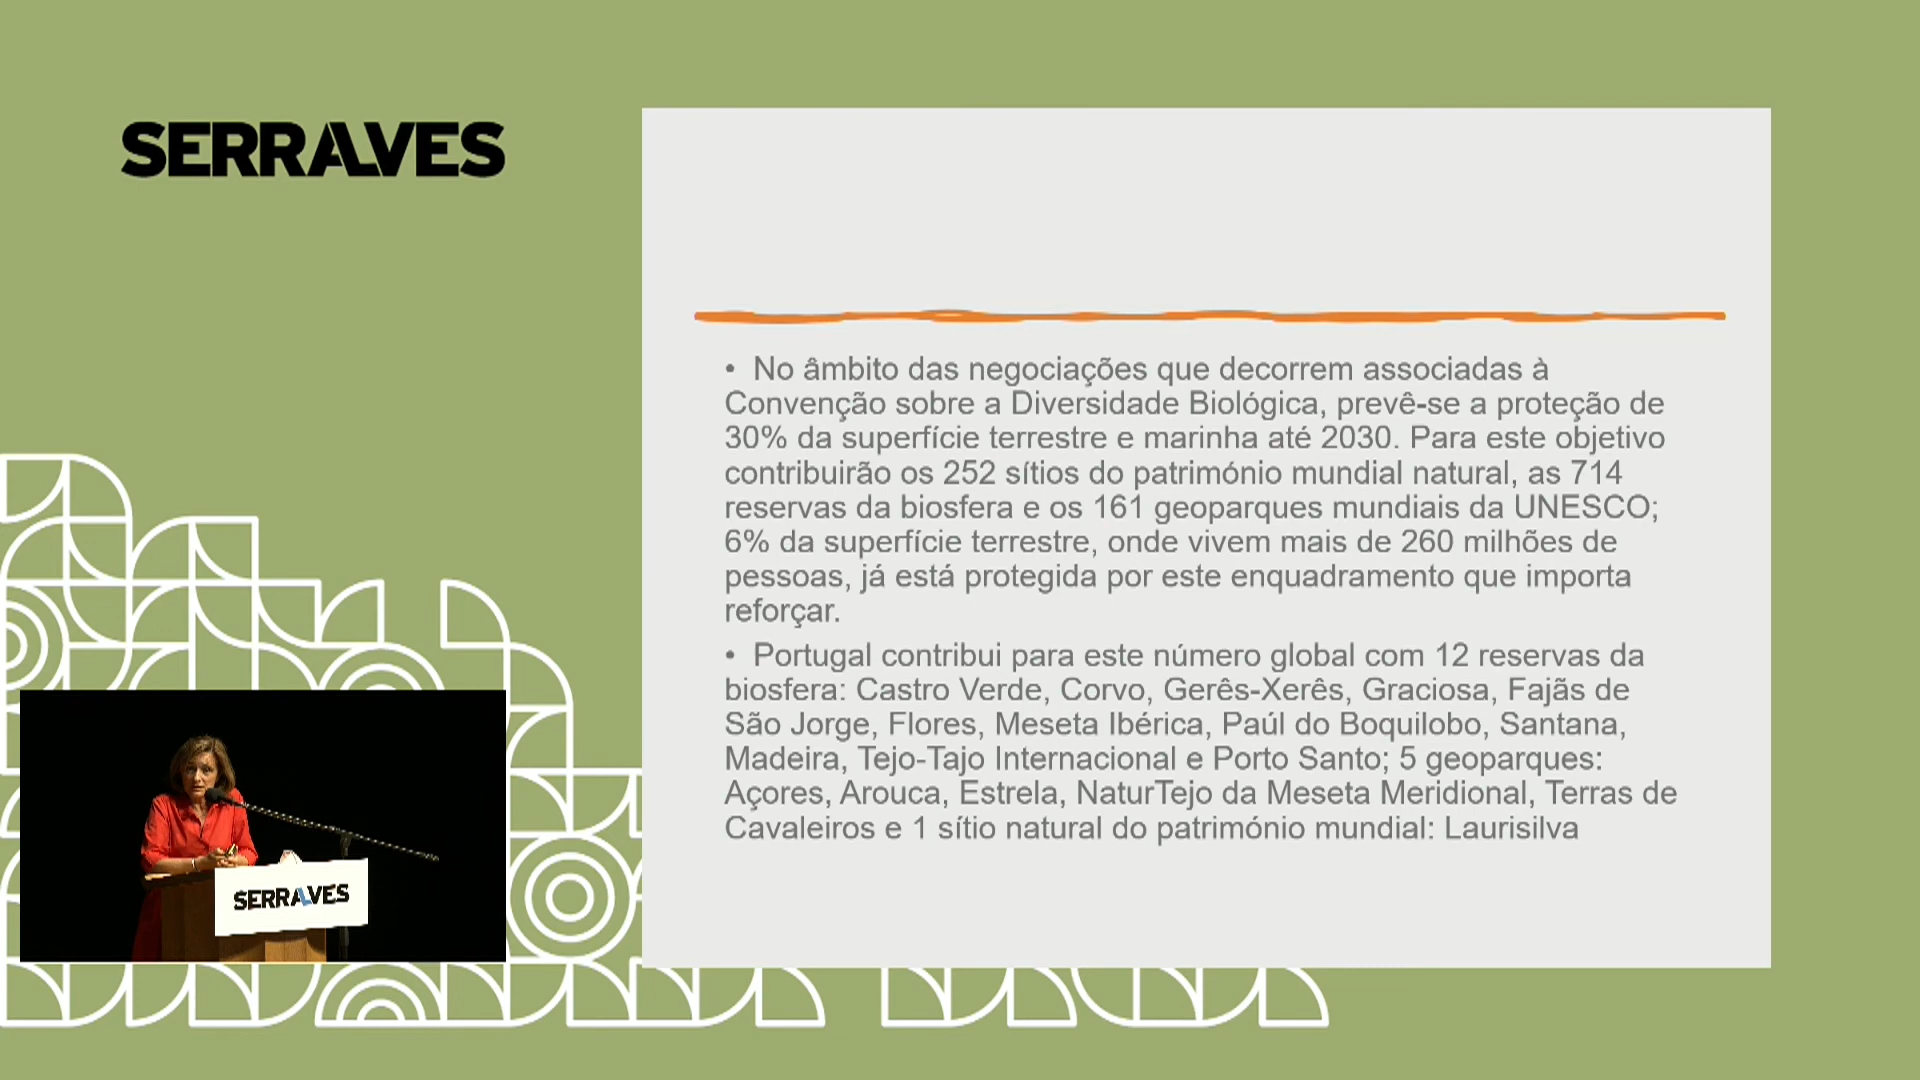 SERRALVES
• No âmbito das negociações que decorrem associadas à
Convenção sobre a Diversidade Biológica, prevê-se a proteção de
30% da superfície terrestre e marinha até 2030. Para este objetivo
contribuirão os 252 sítios do património mundial natural, as 714
reservas da biosfera e os 161 geoparques mundiais da UNESCO;
6% da superfície terrestre, onde vivem mais de 260 milhões de
pessoas, já está protegida por este enquadramento que importa
reforçar.
• Portugal contribui para este número global com 12 reservas da
biosfera: Castro Verde, Corvo, Gerês-Xerês, Graciosa, Fajãs de
São Jorge, Flores, Meseta Ibérica, Paúl do Boquilobo, Santana,
Madeira, Tejo-Tajo Internacional e Porto Santo; 5 geoparques:
Açores, Arouca, Estrela, NaturTejo da Meseta Meridional, Terras de
Cavaleiros e 1 sítio natural do património mundial: Laurisilva
SERRALVES